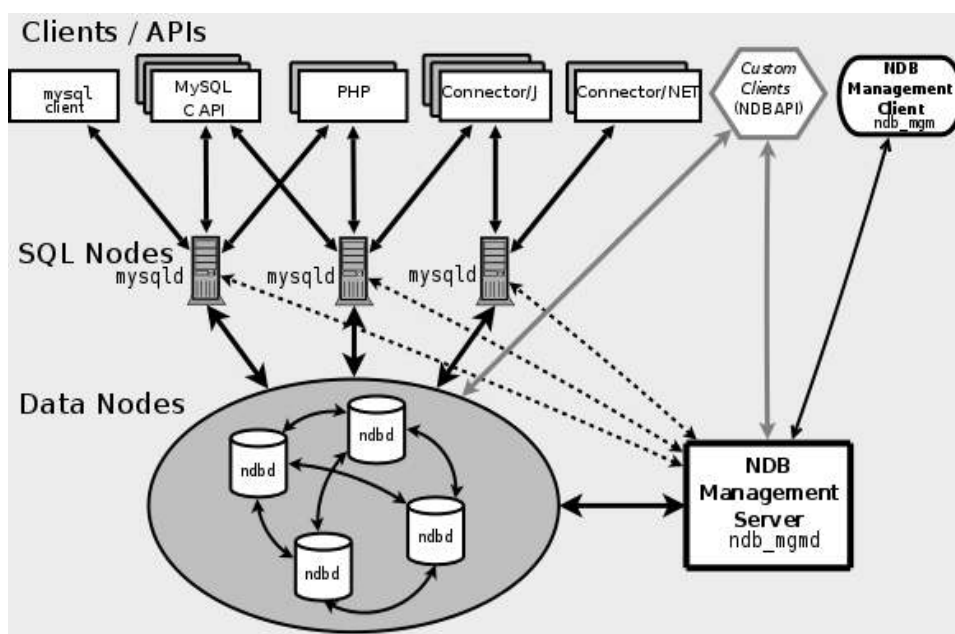 Clients / APIs
mysql
client
MySQL
C API
PHP
Connector/J
Connector/NET
Custom
Clients
(NDBAPI)
NDB
Management
Client
ndb_mgm
SQL Nodes
mysqld
mysqld
mysqld
Data Nodes
ndbd
ndbd
ndbd
ndbd
NDB
Management
Server
ndb_mgmd